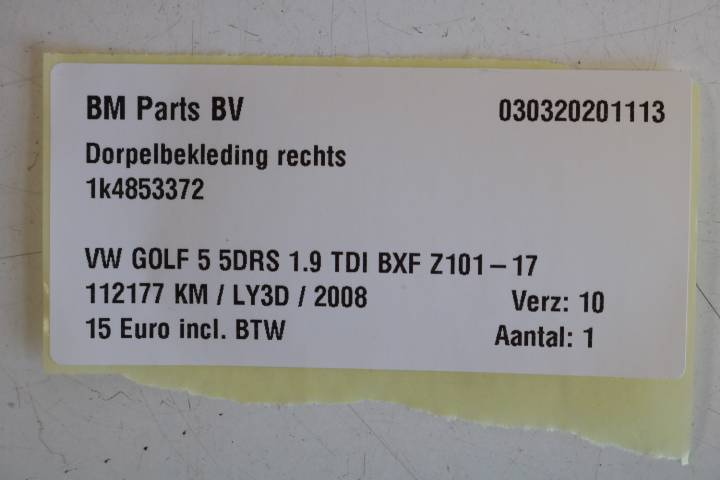 BM Parts BV 030320201113
Dorpelbekleding rechts
1k4853372
VW GOLF 5 5DRS 1.9 TDI BXF Z101-17
112177 KM / LY3D / 2008 Verz: 10
15 Euro incl. BTW Aantal: 1